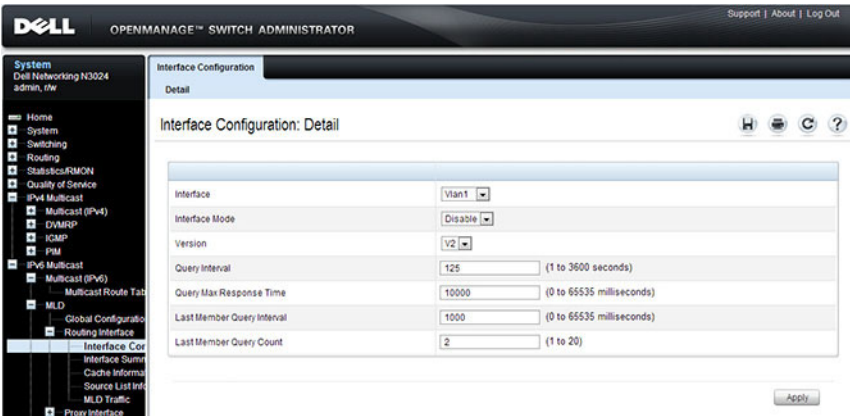 Support | About | Log Out
DELL OPENMANAGE™ SWITCH ADMINISTRATOR
System
Dell Networking N3024
admin, r/w
Home
System
Switching
Routing
Statistics/RMON
Quality of Service
IPv4 Multicast
Multicast (IPv4)
DVMRP
IGMP
PIM
IPv6 Multicast
Multicast (IPv6)
Multicast Route Tab
MLD
Global Configuratio
Routing Interface
Interface Cor
Interface Summ
Cache Informa
Source List Info
MLD Traffic
Proxy Interface
Interface Configuration
Detail
Interface Configuration: Detail
Interface Vlan1
Interface Mode Disable
Version V2
Query Interval 125 (1 to 3600 seconds)
Query Max Response Time 10000 (0 to 65535 milliseconds)
Last Member Query Interval 1000 (0 to 65535 milliseconds)
Last Member Query Count 2 (1 to 20)
Apply